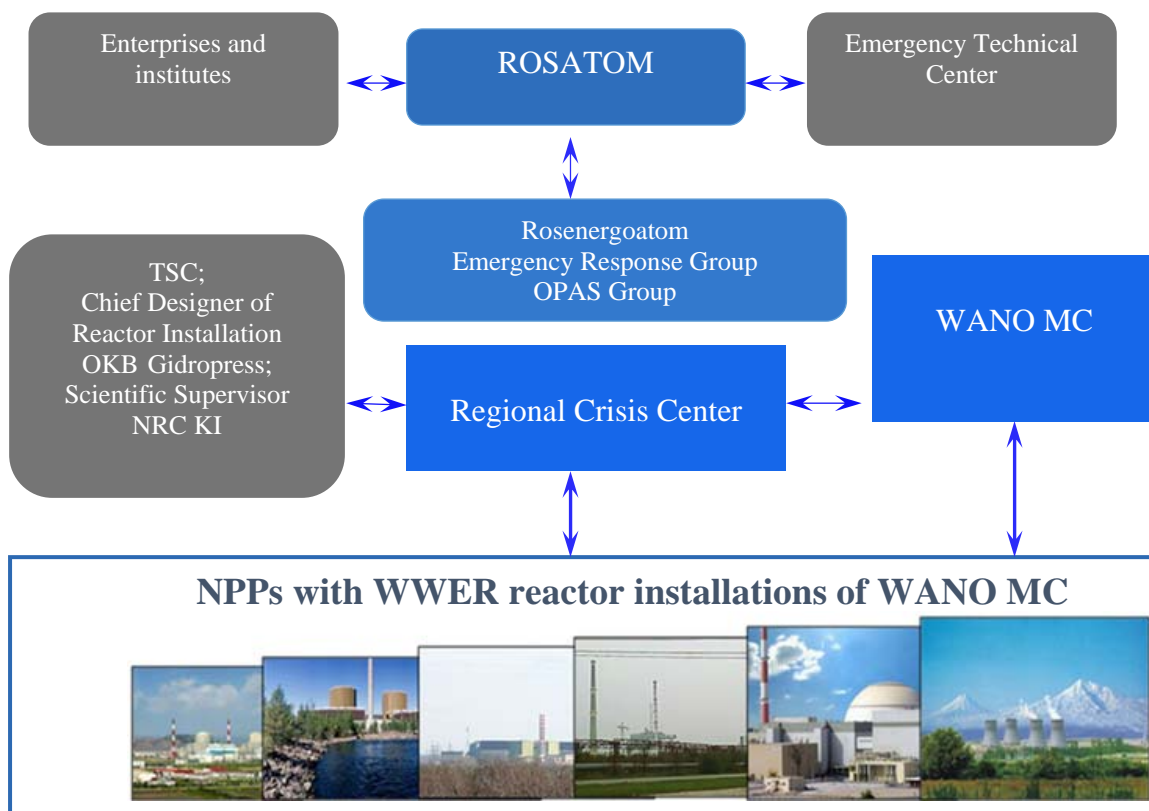 Enterprises and
institutes
ROSATOM
Emergency Technical
Center
Rosenergoatom
Emergency Response Group
OPAS Group
TSC;
Chief Designer of
Reactor Installation
OKB Gidropress;
Scientific Supervisor
NRC KI
WANO MC
Regional Crisis Center
NPPs with WWER reactor installations of WANO MC